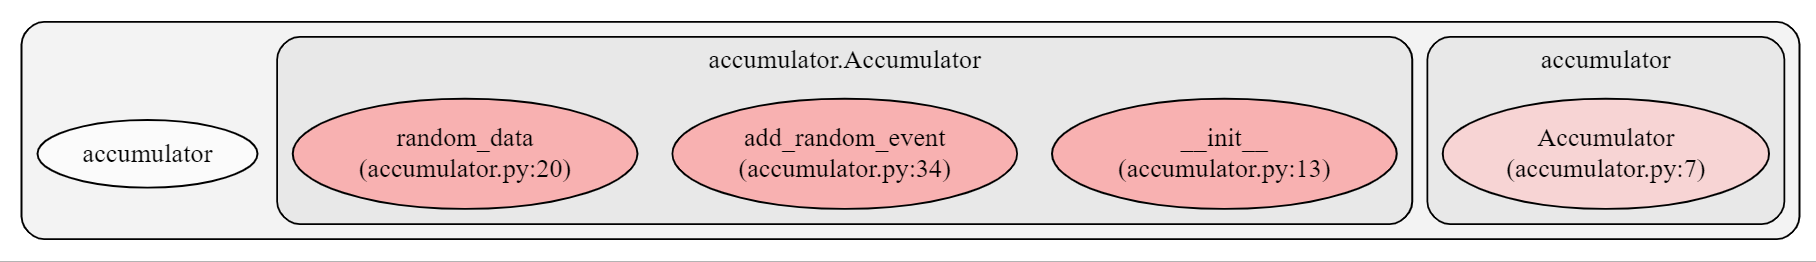 accumulator
accumulator.Accumulator
random_data
(accumulator.py:20)
add_random_event
(accumulator.py:34)
__init__
(accumulator.py:13)
accumulator
Accumulator
(accumulator.py:7)